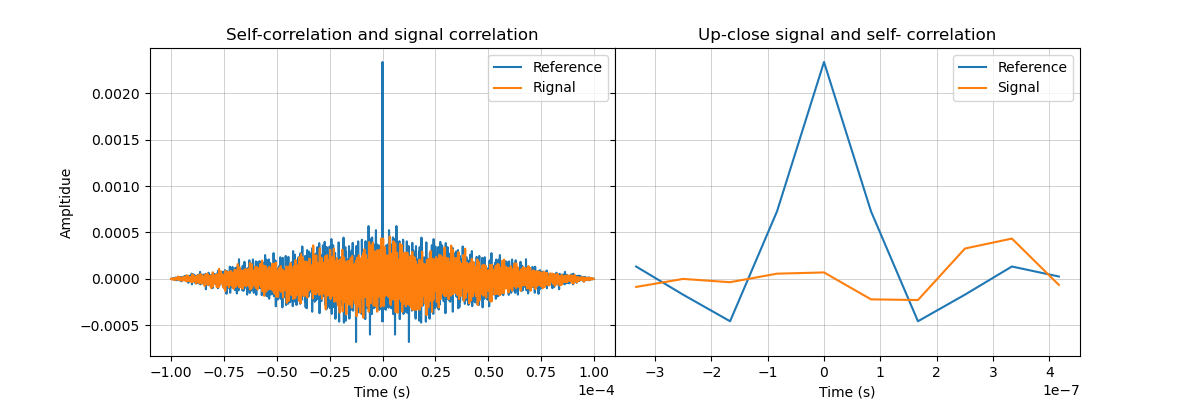 Self-correlation and signal correlation
Reference
Rignal
0.0020
0.0015
0.0010
0.0005
0.0000
−0.0005
Ampltidue
−1.00 −0.75 −0.50 −0.25 0.00 0.25 0.50 0.75 1.00
Time (s)
1e−4
Up-close signal and self- correlation
Reference
Signal
−3 −2 −1 0 1 2 3 4
Time (s)
1e−7